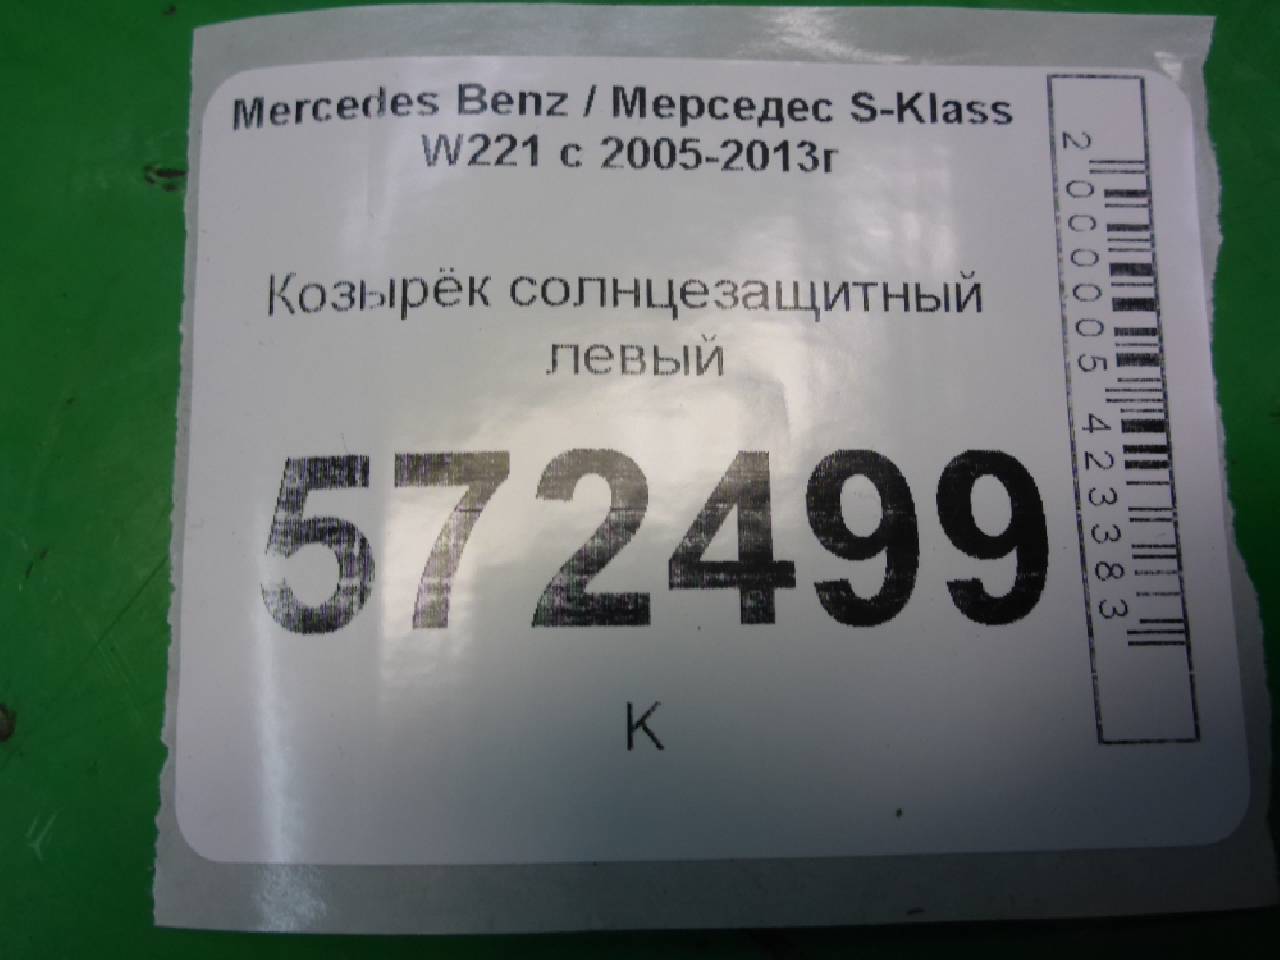 Mercedes Benz / Мерседес S-Klass
W221 с 2005-2013г
Козырёк солнцезащитный
левый
572499
К
2000005423383